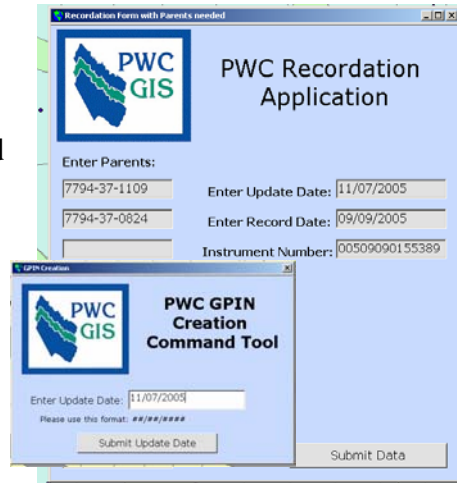 Recordation Form with Parents needed
PWC
GIS
PWC Recordation
Application
Enter Parents:
7794-37-1109
Enter Update Date: 11/07/2005
7794-37-0824
Enter Record Date: 09/09/2005
Instrument Number: 00509090155389
GPIN Creation
PWC
GIS
PWC GPIN
Creation
Command Tool
Enter Update Date: 11/07/2005
Please use this format: ##/##/####
Submit Update Date
Submit Data